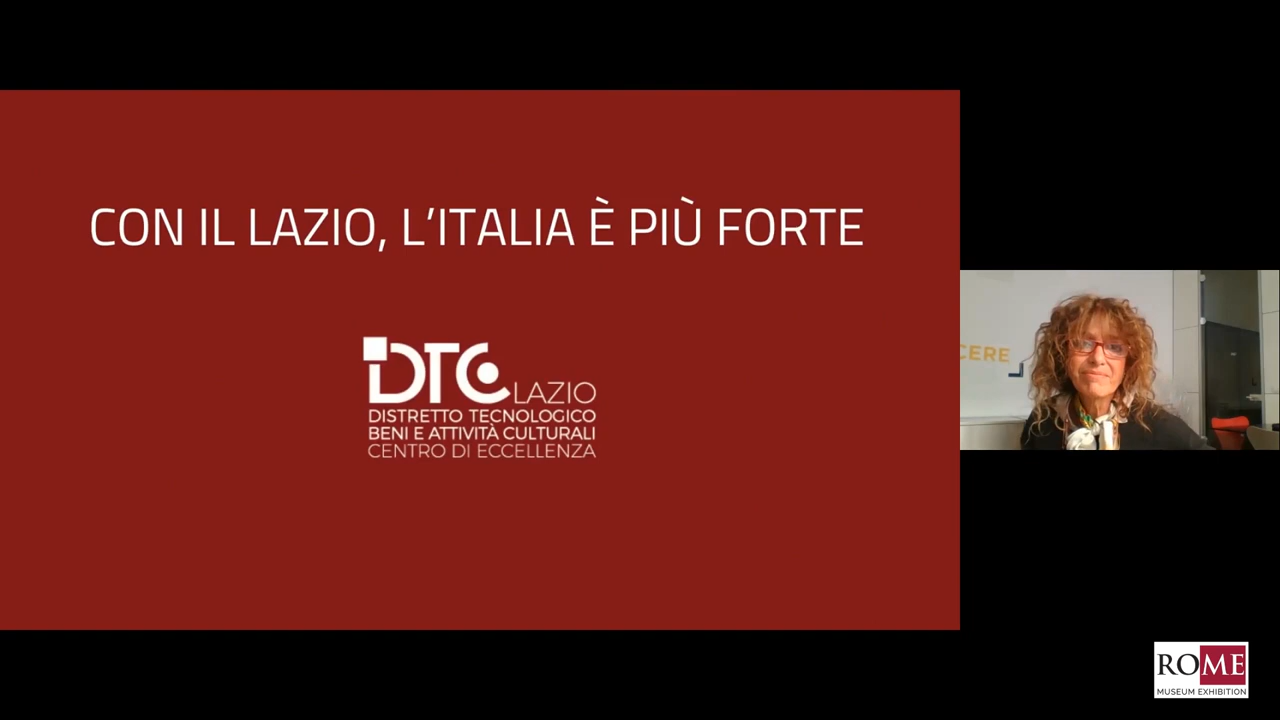 CON IL LAZIO, L’ITALIA È PIÙ FORTE
DTC LAZIO
DISTRETTO TECNOLOGICO
BENI E ATTIVITÀ CULTURALI
CENTRO DI ECCELLENZA
CERE
ROME
MUSEUM EXHIBITION